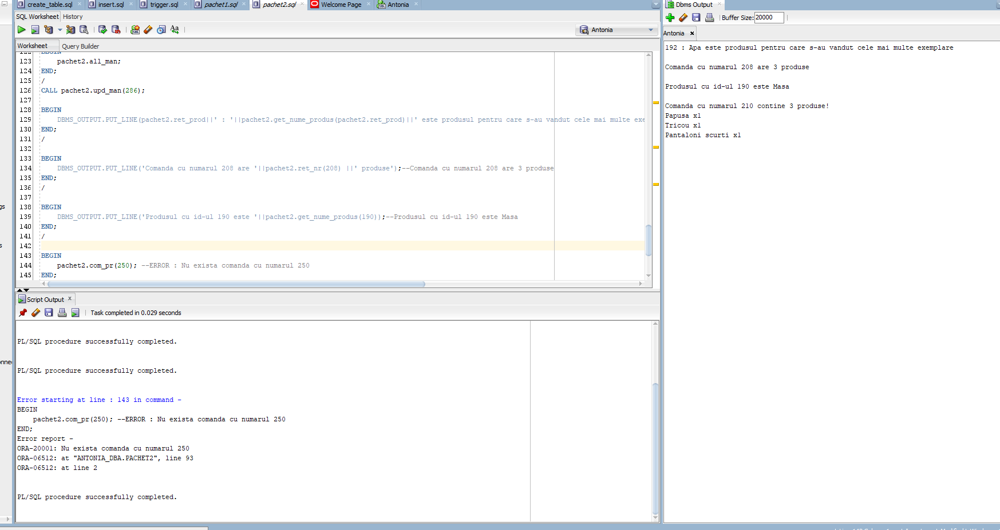 create_table.sql
insert.sql
trigger.sql
pachet1.sql
pachet2.sql
Welcome Page
Antonia
SQL Worksheet History
Antonia
Worksheet Query Builder
122 BEGIN
123 pachet2.all_man;
124 END;
125 /
126 CALL pachet2.upd_man(286);
127
128 BEGIN
129 DBMS_OUTPUT.PUT_LINE(pachet2.ret_prod||' : '||pachet2.get_nume_produs(pachet2.ret_prod)||' este produsul pentru care s-au vandut cele mai multe exe
130 END;
131 /
132
133 BEGIN
134 DBMS_OUTPUT.PUT_LINE('Comanda cu numarul 208 are '||pachet2.ret_nr(208) ||' produse');--Comanda cu numarul 208 are 3 produse
135 END;
136 /
137
138 BEGIN
139 DBMS_OUTPUT.PUT_LINE('Produsul cu id-ul 190 este '||pachet2.get_nume_produs(190));--Produsul cu id-ul 190 este Masa
140 END;
141 /
142
143 BEGIN
144 pachet2.com_pr(250); --ERROR : Nu exista comanda cu numarul 250
145 END;
Script Output
Task completed in 0.029 seconds
PL/SQL procedure successfully completed.
PL/SQL procedure successfully completed.
Error starting at line : 143 in command -
BEGIN
pachet2.com_pr(250); --ERROR : Nu exista comanda cu numarul 250
END;
Error report -
ORA-20001: Nu exista comanda cu numarul 250
ORA-06512: at "ANTONIA_DBA.PACHET2", line 93
ORA-06512: at line 2
PL/SQL procedure successfully completed.
Dbms Output
Buffer Size: 20000
Antonia
192 : Apa este produsul pentru care s-au vandut cele mai multe exemplare
Comanda cu numarul 208 are 3 produse
Produsul cu id-ul 190 este Masa
Comanda cu numarul 210 contine 3 produse!
Papusa x1
Tricou x1
Pantaloni scurti x1